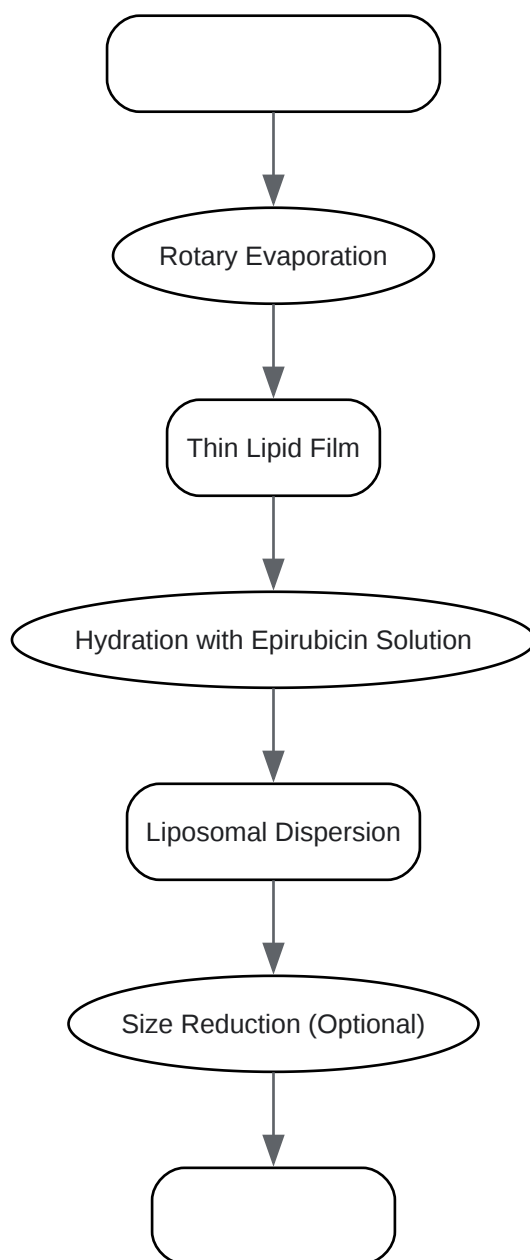 Rotary Evaporation
Thin Lipid Film
Hydration with Epirubicin Solution
Liposomal Dispersion
Size Reduction (Optional)